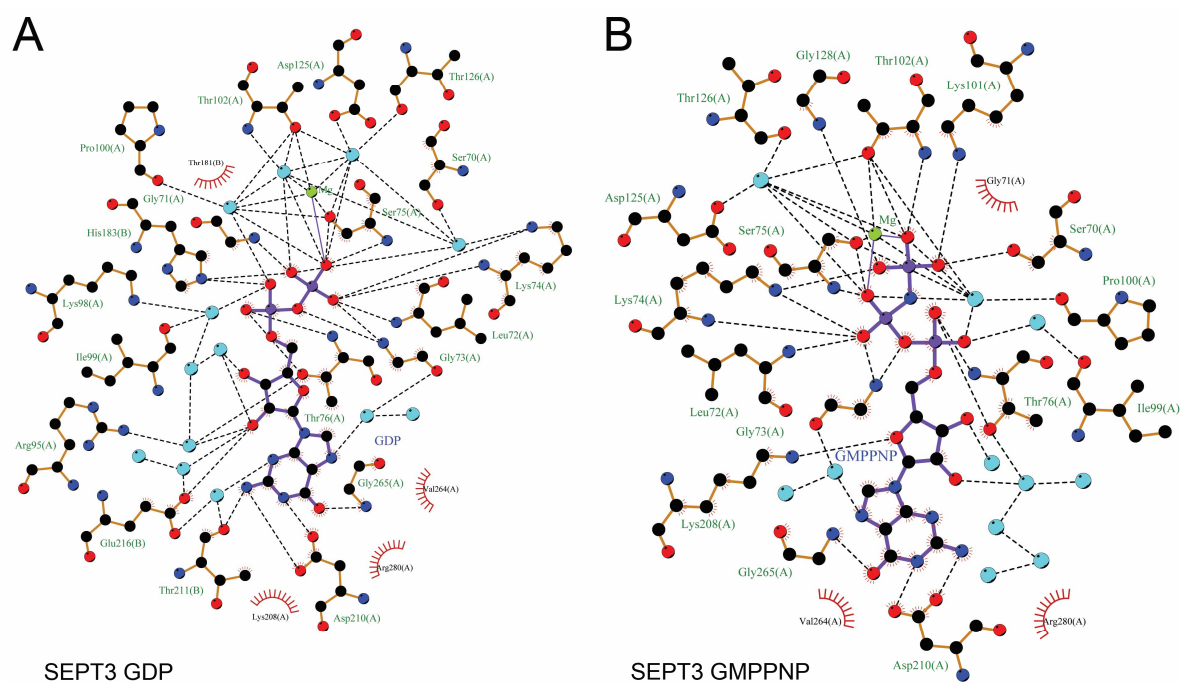 A
B
Asp125(A)
Thr126(A)
Thr102(A)
Pro100(A)
Thr181(B)
Ser70(A)
Mg
Gly71(A)
Ser75(A)
His183(B)
Lys98(A)
Lys74(A)
Leu72(A)
Ile99(A)
Gly73(A)
Thr76(A)
Arg95(A)
GDP
Gly265(A)
Val264(A)
Glu216(B)
Arg280(A)
Thr211(B)
Lys208(A)
Asp210(A)
SEPT3 GDP
Gly128(A)
Thr102(A)
Lys101(A)
Thr126(A)
Gly71(A)
Asp125(A)
Mg
Ser75(A)
Ser70(A)
Pro100(A)
Lys74(A)
Leu72(A)
Thr76(A)
Ile99(A)
Gly73(A)
GMPPNP
Lys208(A)
Gly265(A)
Val264(A)
Arg280(A)
Asp210(A)
SEPT3 GMPPNP